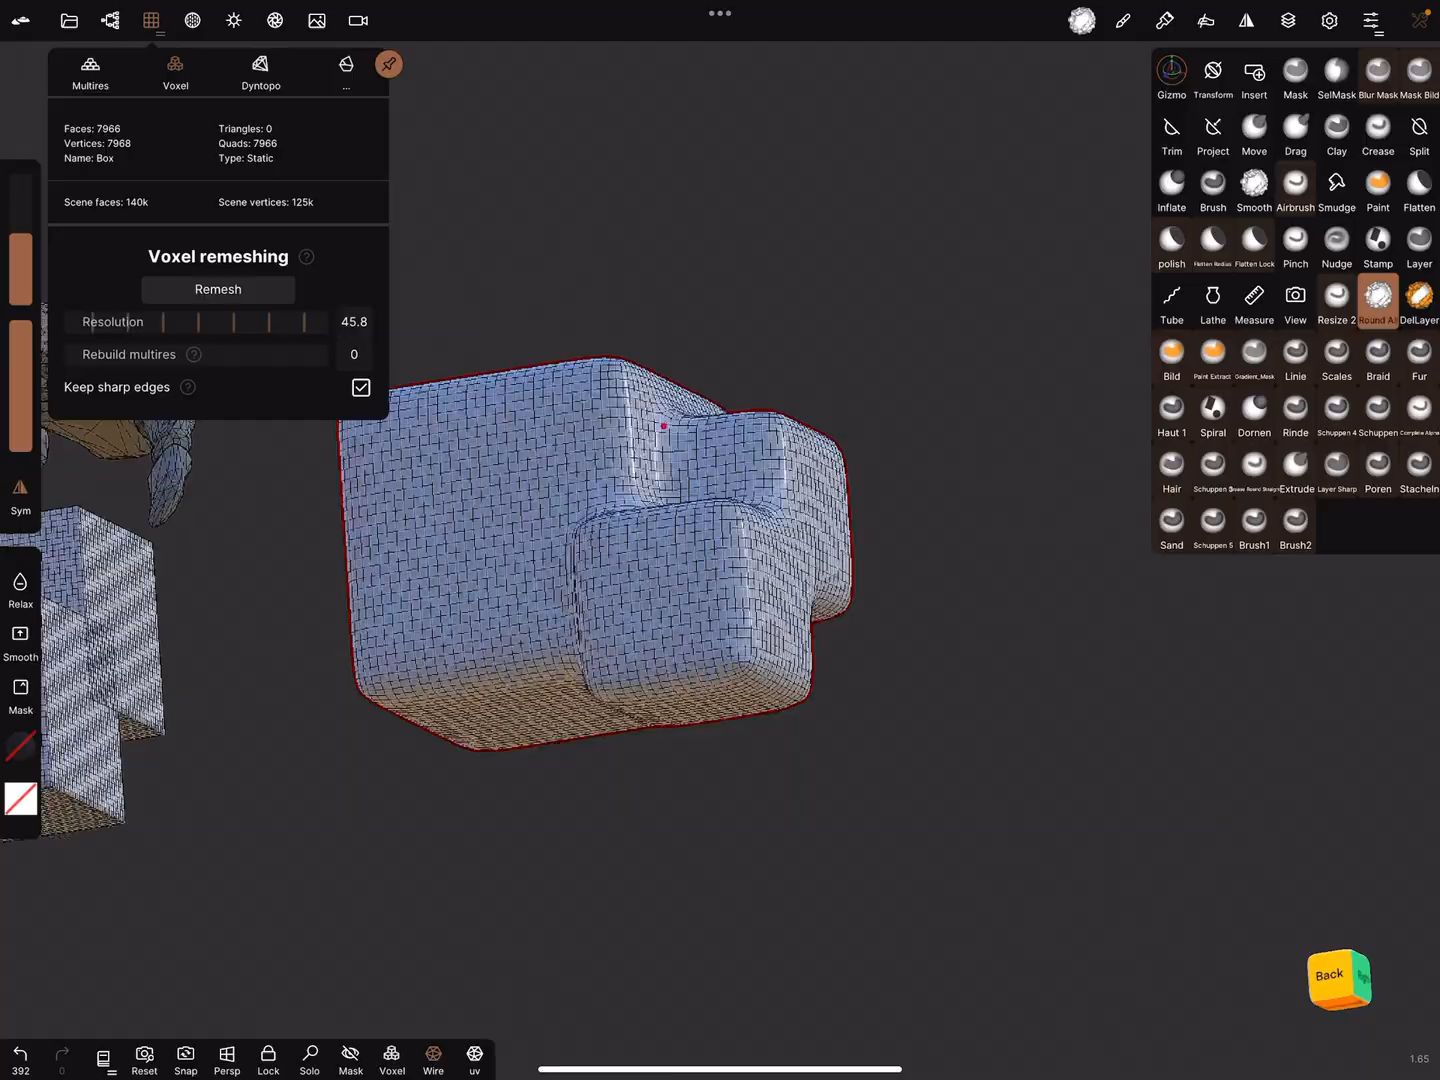 Multires Voxel Dyntopo ...
Faces: 7966 Triangles: 0
Vertices: 7968 Quads: 7966
Name: Box Type: Static
Scene faces: 140k Scene vertices: 125k
Voxel remeshing ?
Remesh
Resolution 45.8
Rebuild multires ? 0
Keep sharp edges ?
Sym
Relax
Smooth
Mask
Gizmo Transform Insert Mask SelMask Blur Mask Mask Bild
Trim Project Move Drag Clay Crease Split
Inflate Brush Smooth Airbrush Smudge Paint Flatten
polish Flatten Radius Flatten Lock Pinch Nudge Stamp Layer
Tube Lathe Measure View Resize 2 Round All DelLayer
Bild Paint Extract Gradient_Mask Linie Scales Braid Fur
Haut 1 Spiral Dornen Rinde Schuppen 4 Schuppen
Hair Schuppen Extrude Layer Sharp Poren Stacheln
Sand Schuppen 5 Brush1 Brush2
Back
392 0 Reset Snap Persp Lock Solo Mask Voxel Wire uv
1.65